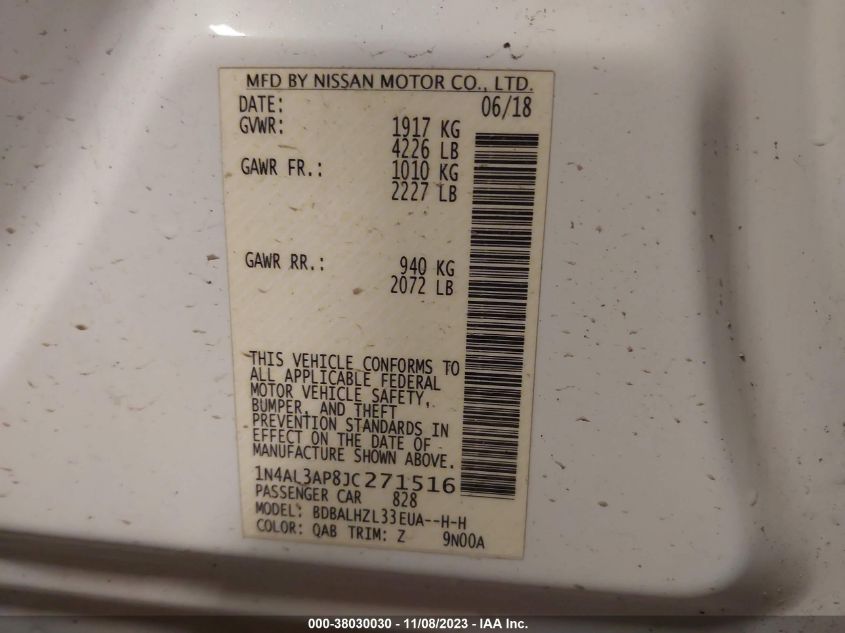 MFD BY NISSAN MOTOR CO., LTD.
DATE: 06/18
GVWR: 1917 KG
4226 LB
GAWR FR.: 1010 KG
2227 LB
GAWR RR.: 940 KG
2072 LB
THIS VEHICLE CONFORMS TO
ALL APPLICABLE FEDERAL
MOTOR VEHICLE SAFETY,
BUMPER, AND THEFT
PREVENTION STANDARDS IN
EFFECT ON THE DATE OF
MANUFACTURE SHOWN ABOVE.
1N4AL3AP8JC271516
PASSENGER CAR 828
MODEL: BDBALHZL33EUA--H-H
COLOR: QAB TRIM: Z 9N00A
000-38030030 - 11/08/2023 - IAA Inc.